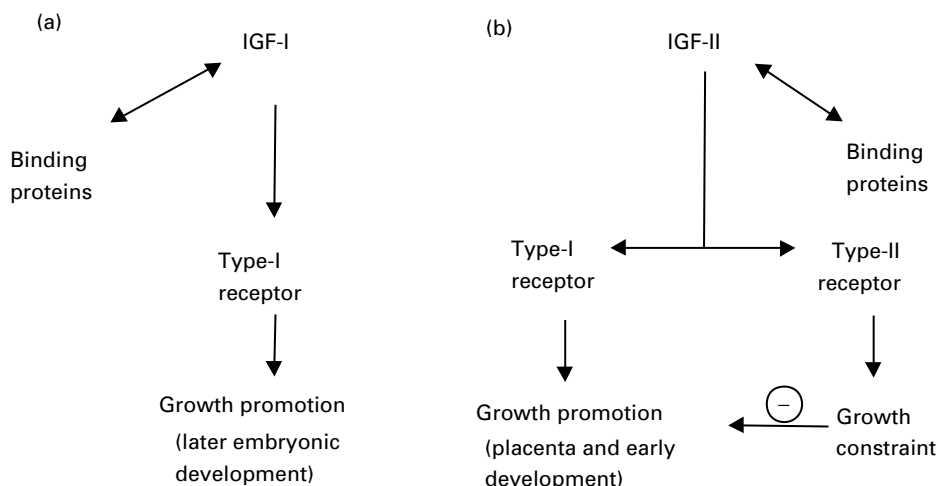 (a)
IGF-I
Binding
proteins
Type-I
receptor
Growth promotion
(later embryonic
development)
(b)
IGF-II
Binding
proteins
Type-I
receptor
Type-II
receptor
Growth promotion
(placenta and early
development)
−
Growth
constraint